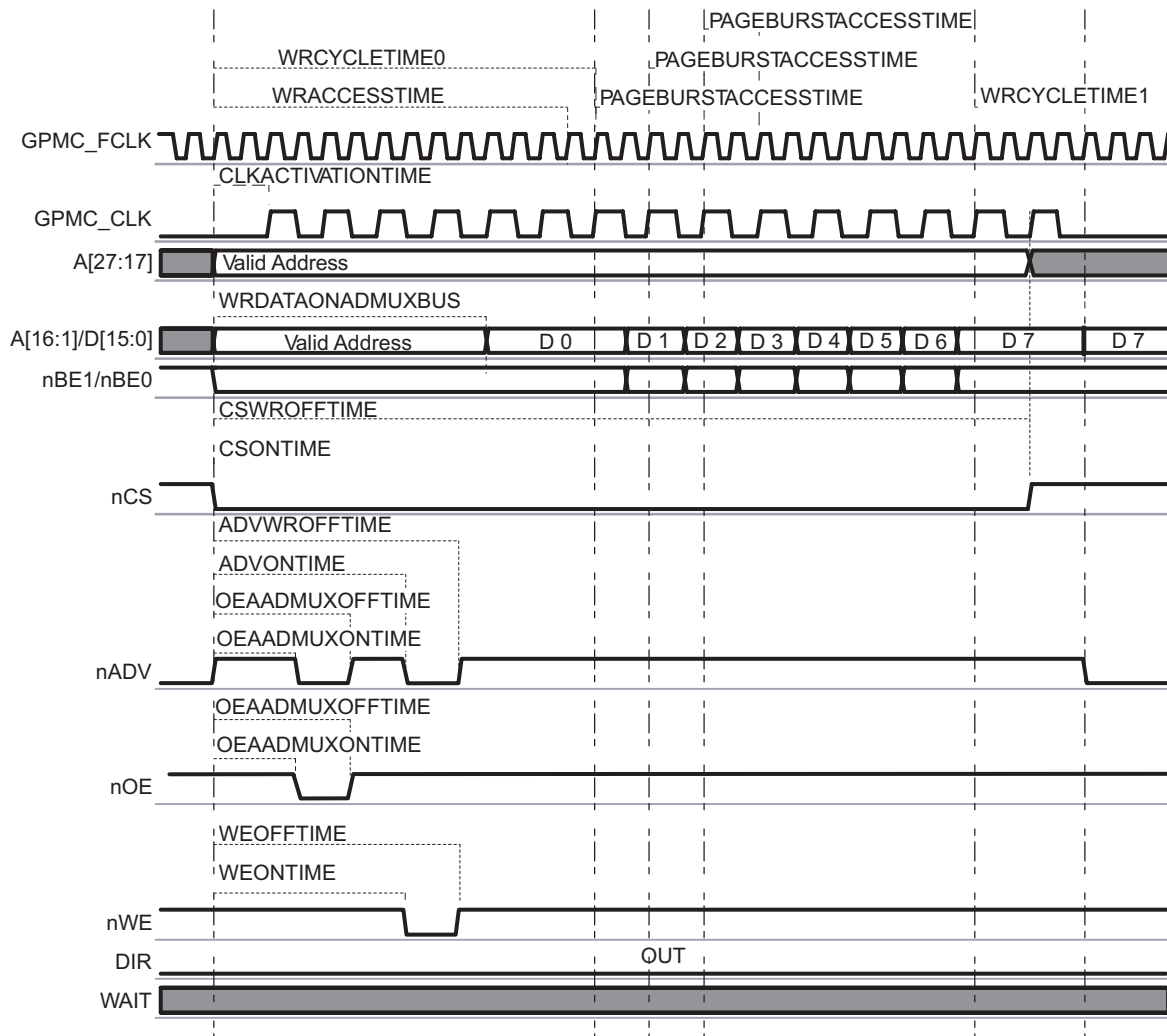 PAGEBURSTACCESSTIME
WRCYCLETIME0
PAGEBURSTACCESSTIME
WRACCESSTIME
PAGEBURSTACCESSTIME
WRCYCLETIME1
GPMC_FCLK
CLKACTIVATIONTIME
GPMC_CLK
A[27:17]
Valid Address
WRDATAONADMUXBUS
A[16:1]/D[15:0]
Valid Address D 0 D 1 D 2 D 3 D 4 D 5 D 6 D 7 D 7
nBE1/nBE0
CSWROFFTIME
CSONTIME
nCS
ADVWROFFTIME
ADVONTIME
OEAADMUXOFFTIME
OEAADMUXONTIME
nADV
OEAADMUXOFFTIME
OEAADMUXONTIME
nOE
WEOFFTIME
WEONTIME
nWE
OUT
DIR
WAIT